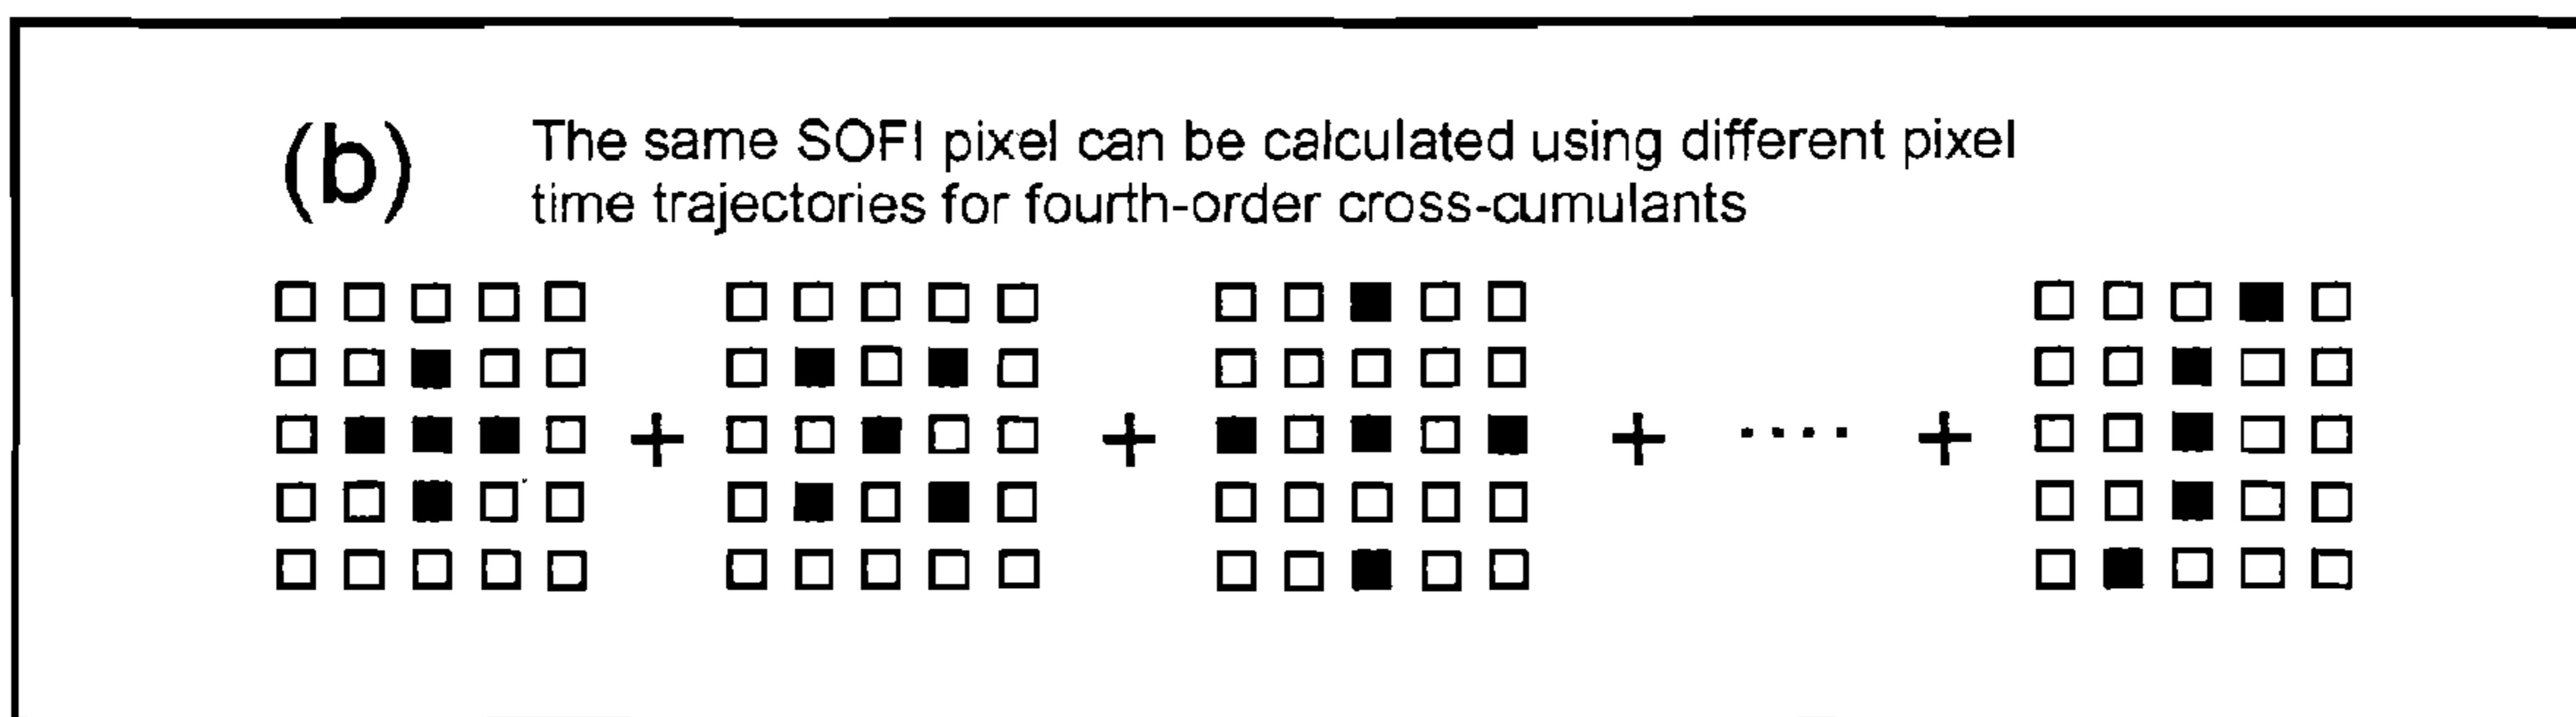 (b) The same SOFI pixel can be calculated using different pixel
time trajectories for fourth-order cross-cumulants
+ + + .... +